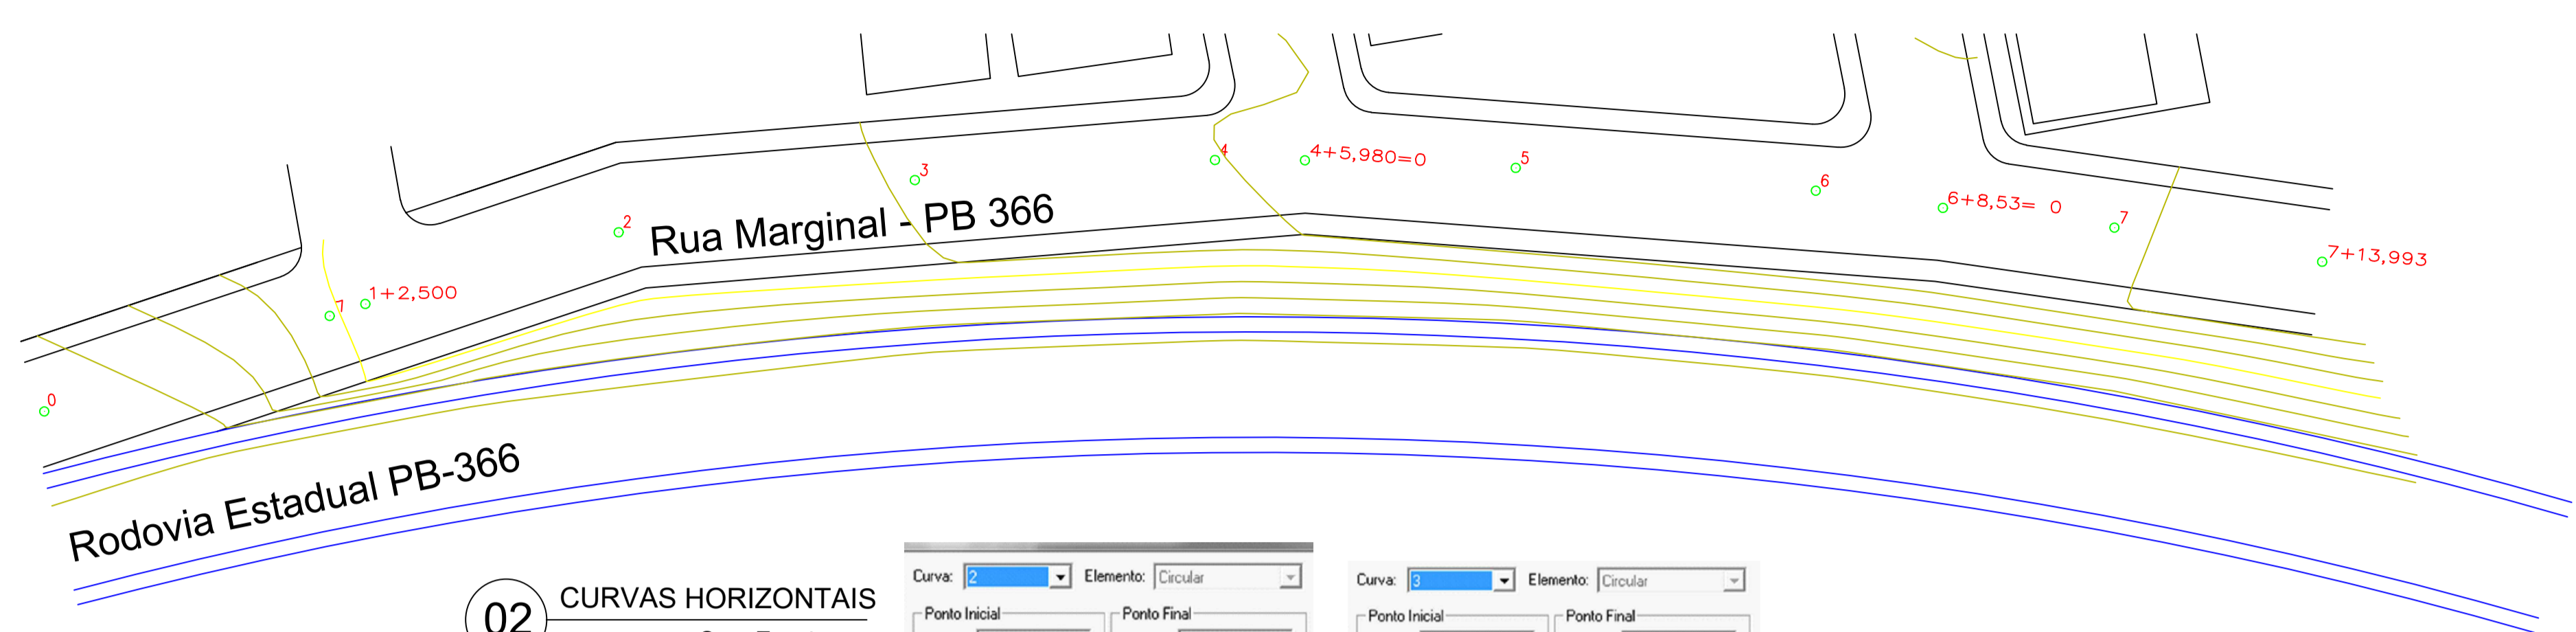 4
3
4+5,980=0
5
6
6+8,53= 0
7
7+13,993
2
Rua Marginal - PB 366
1
1+2,500
0
Rodovia Estadual PB-366
02
CURVAS HORIZONTAIS
Curva: 2 Elemento: Circular
Ponto Inicial Ponto Final
Curva: 3 Elemento: Circular
Ponto Inicial Ponto Final